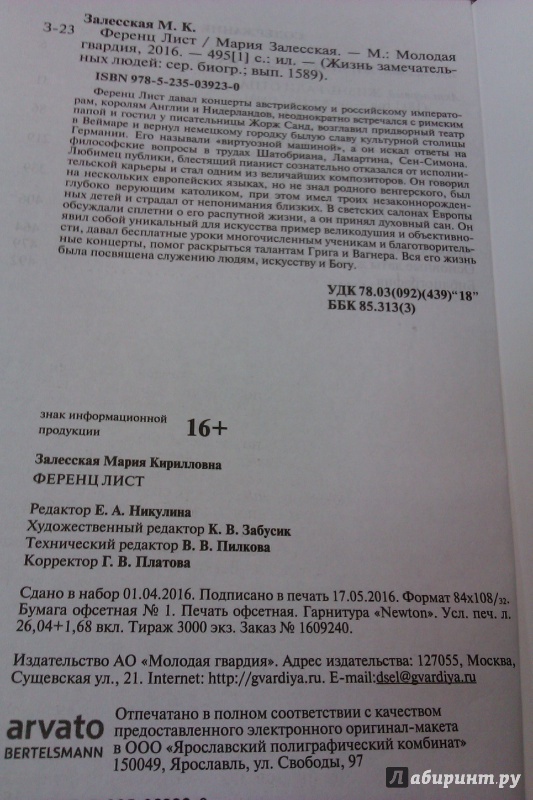 Залесская М. К.
З-23
Ференц Лист / Мария Залесская. — М.: Молодая
гвардия, 2016. — 495[1] с.: ил. — (Жизнь замечатель-
ных людей: сер. биогр.; вып. 1589).
ISBN 978-5-235-03923-0
Ференц Лист давал концерты австрийскому и российскому императо-
рам, королям Англии и Нидерландов, неоднократно встречался с римским
папой и гостил у писательницы Жорж Санд, возглавил придворный театр
в Веймаре и вернул немецкому городку былую славу культурной столицы
Германии. Его называли «виртуозной машиной», а он искал ответы на
философские вопросы в трудах Шатобриана, Ламартина, Сен-Симона.
Любимец публики, блестящий пианист сознательно отказался от исполни-
тельской карьеры и стал одним из величайших композиторов. Он говорил
на нескольких европейских языках, но не знал родного венгерского, был
глубоко верующим католиком, при этом имел троих незаконнорожден-
ных детей и страдал от непонимания близких. В светских салонах Европы
обсуждали сплетни о его распутной жизни, а он принял духовный сан. Он
явил собой уникальный для искусства пример великодушия и объективно-
сти, давал бесплатные уроки многочисленным ученикам и благотворитель-
ные концерты, помог раскрыться талантам Грига и Вагнера. Вся его жизнь
была посвящена служению людям, искусству и Богу.
УДК 78.03(092)(439)“18”
ББК 85.313(3)
знак информационной
продукции 16+
Залесская Мария Кирилловна
ФЕРЕНЦ ЛИСТ
Редактор Е. А. Никулина
Художественный редактор К. В. Забусик
Технический редактор В. В. Пилкова
Корректор Г. В. Платова
Сдано в набор 01.04.2016. Подписано в печать 17.05.2016. Формат 84x108/32.
Бумага офсетная № 1. Печать офсетная. Гарнитура «Newton». Усл. печ. л.
26,04+1,68 вкл. Тираж 3000 экз. Заказ № 1609240.
Издательство АО «Молодая гвардия». Адрес издательства: 127055, Москва,
Сущевская ул., 21. Internet: http://gvardiya.ru. E-mail:dsel@gvardiya.ru
arvato
BERTELSMANN
Отпечатано в полном соответствии с качеством
предоставленного электронного оригинал-макета
в ООО «Ярославский полиграфический комбинат»
150049, Ярославль, ул. Свободы, 97
Лабиринт.ру